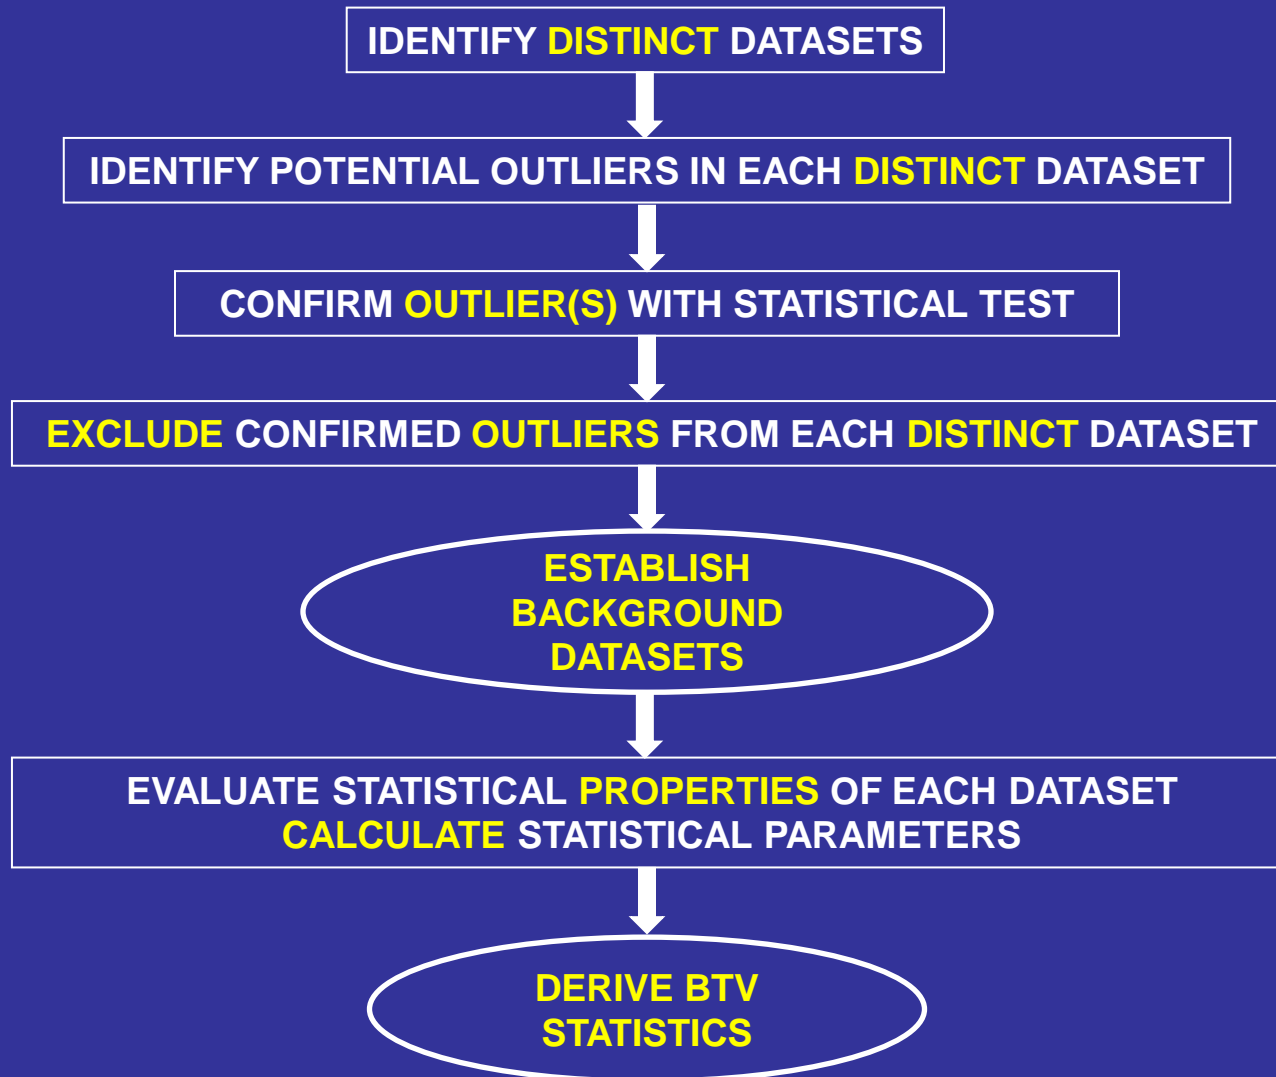 IDENTIFY DISTINCT DATASETS
IDENTIFY POTENTIAL OUTLIERS IN EACH DISTINCT DATASET
CONFIRM OUTLIER(S) WITH STATISTICAL TEST
EXCLUDE CONFIRMED OUTLIERS FROM EACH DISTINCT DATASET
ESTABLISH
BACKGROUND
DATASETS
EVALUATE STATISTICAL PROPERTIES OF EACH DATASET
CALCULATE STATISTICAL PARAMETERS
DERIVE BTV
STATISTICS